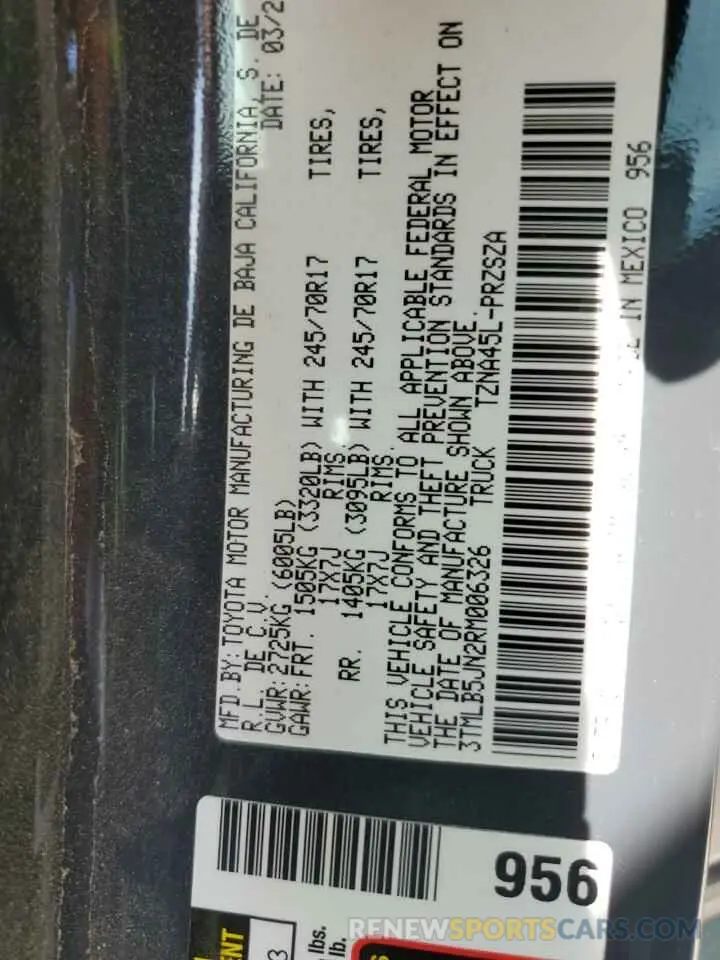 MFD.BY: TOYOTA MOTOR MANUFACTURING DE BAJA CALIFORNIA, S. DE
R.L. DE C.V. DATE: 03/2
GVWR: 2725KG (6005LB)
GAWR: FRT. 1505KG (3320LB) WITH 245/70R17 TIRES,
17X7J RIMS.
RR. 1405KG (3095LB) WITH 245/70R17 TIRES,
17X7J RIMS.
THIS VEHICLE CONFORMS TO ALL APPLICABLE FEDERAL MOTOR
VEHICLE SAFETY AND THEFT PREVENTION STANDARDS IN EFFECT ON
THE DATE OF MANUFACTURE SHOWN ABOVE.
3TMLB5JN2RM006326 TRUCK TZNA45L-PRZSZA
IN MEXICO 956
956
3
lbs.
lb.
RENEWSPORTSCARS.COM